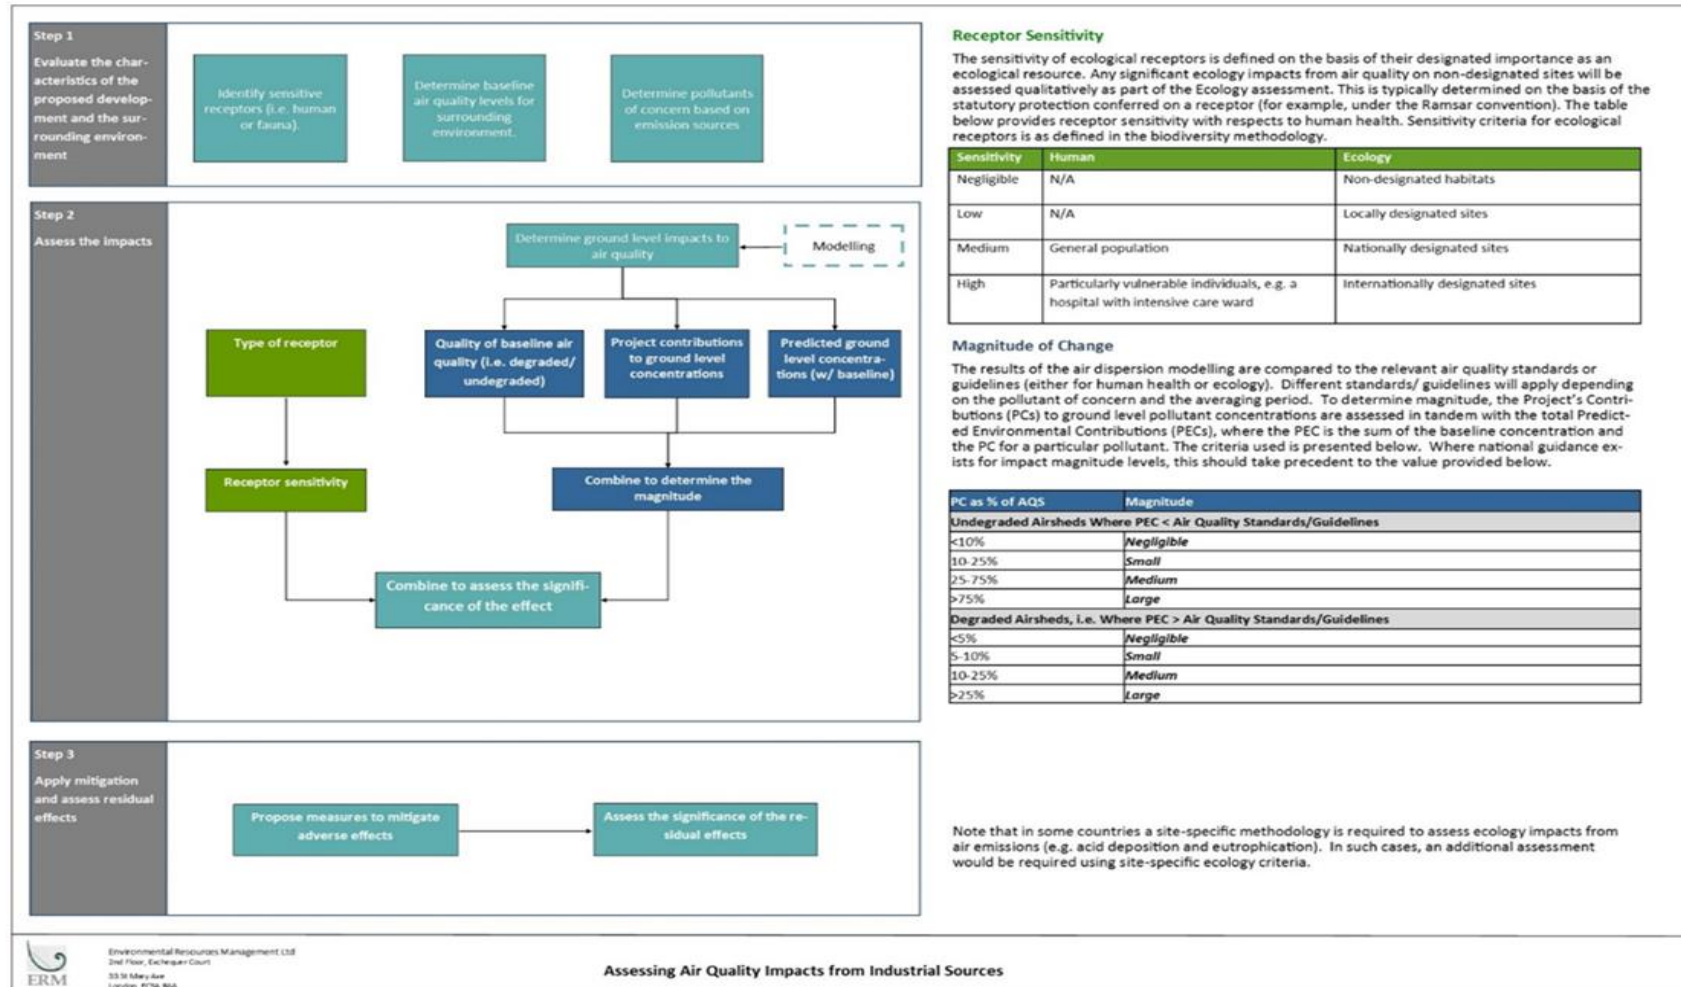 Step 1
Evaluate the char-
acteristics of the
proposed develop-
ment and the sur-
rounding environ-
ment
Identify sensitive
receptors (i.e. human
or fauna).
Determine baseline
air quality levels for
surrounding
environment.
Determine pollutants
of concern based on
emission sources
Step 2
Assess the Impacts
Determine ground level impacts to
air quality
Modelling
Type of receptor
Quality of baseline air
quality (i.e. degraded/
undegraded)
Project contributions
to ground level
concentrations
Predicted ground
level concentra-
tions (w/ baseline)
Receptor sensitivity
Combine to determine the
magnitude
Combine to assess the signifi-
cance of the effect
Step 3
Apply mitigation
and assess residual
effects
Propose measures to mitigate
adverse effects
Assess the significance of the re-
sidual effects
Receptor Sensitivity
The sensitivity of ecological receptors is defined on the basis of their designated importance as an
ecological resource. Any significant ecology impacts from air quality on non-designated sites will be
assessed qualitatively as part of the Ecology assessment. This is typically determined on the basis of the
statutory protection conferred on a receptor (for example, under the Ramsar convention). The table
below provides receptor sensitivity with respects to human health. Sensitivity criteria for ecological
receptors is as defined in the biodiversity methodology.
Sensitivity Human Ecology
Negligible N/A Non-designated habitats
Low N/A Locally designated sites
Medium General population Nationally designated sites
High Particularly vulnerable individuals, e.g. a Internationally designated sites
hospital with intensive care ward
Magnitude of Change
The results of the air dispersion modelling are compared to the relevant air quality standards or
guidelines (either for human health or ecology). Different standards/ guidelines will apply depending
on the pollutant of concern and the averaging period. To determine magnitude, the Project's Contri-
butions (PCs) to ground level pollutant concentrations are assessed in tandem with the total Predict-
ed Environmental Contributions (PECs), where the PEC is the sum of the baseline concentration and
the PC for a particular pollutant. The criteria used is presented below. Where national guidance ex-
ists for impact magnitude levels, this should take precedent to the value provided below.
PC as % of AQS Magnitude
Undegraded Airsheds Where PEC < Air Quality Standards/Guidelines
<10% Negligible
10-25% Small
25-75% Medium
>75% Large
Degraded Airsheds, i.e. Where PEC > Air Quality Standards/Guidelines
<5% Negligible
5-10% Small
10-25% Medium
>25% Large
Note that in some countries a site-specific methodology is required to assess ecology impacts from
air emissions (e.g. acid deposition and eutrophication). In such cases, an additional assessment
would be required using site-specific ecology criteria.
ERM
Environmental Resources Management Ltd
2nd Floor, Exchequer Court
33 St Mary Axe
London,
Assessing Air Quality Impacts from Industrial Sources